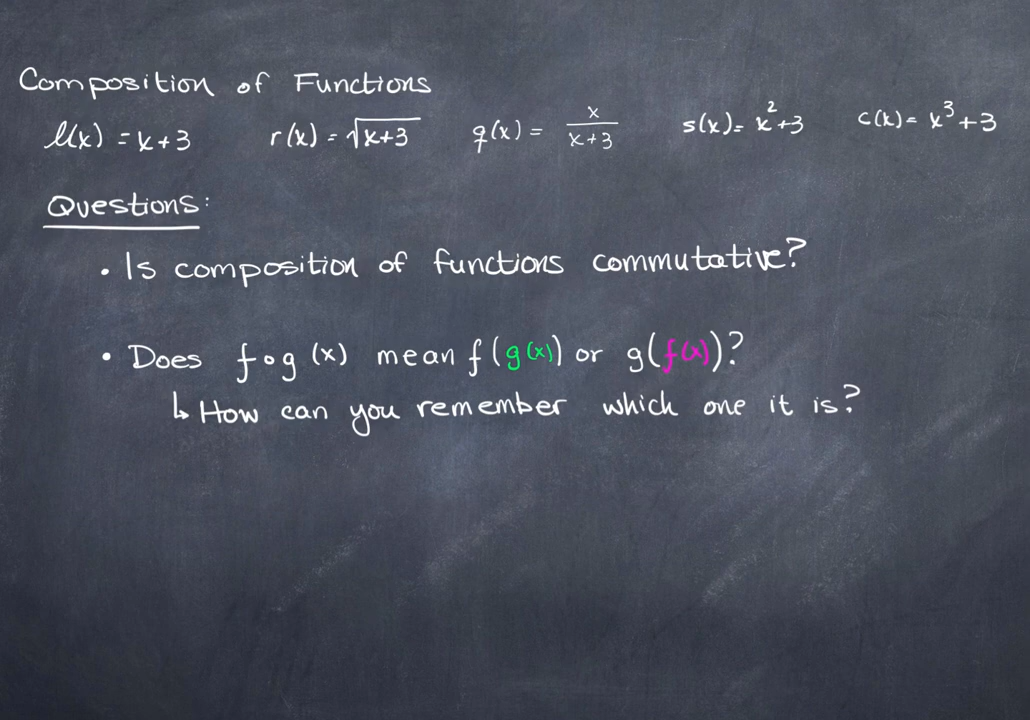 Composition of Functions
l(x) = x+3 r(x) = √x+3 q(x) = x/x+3 s(x)= x²+3 c(x)= x³+3
Questions:
• Is composition of functions commutative?
• Does f∘g (x) mean f(g(x)) or g(f(x))?
↳ How can you remember which one it is?